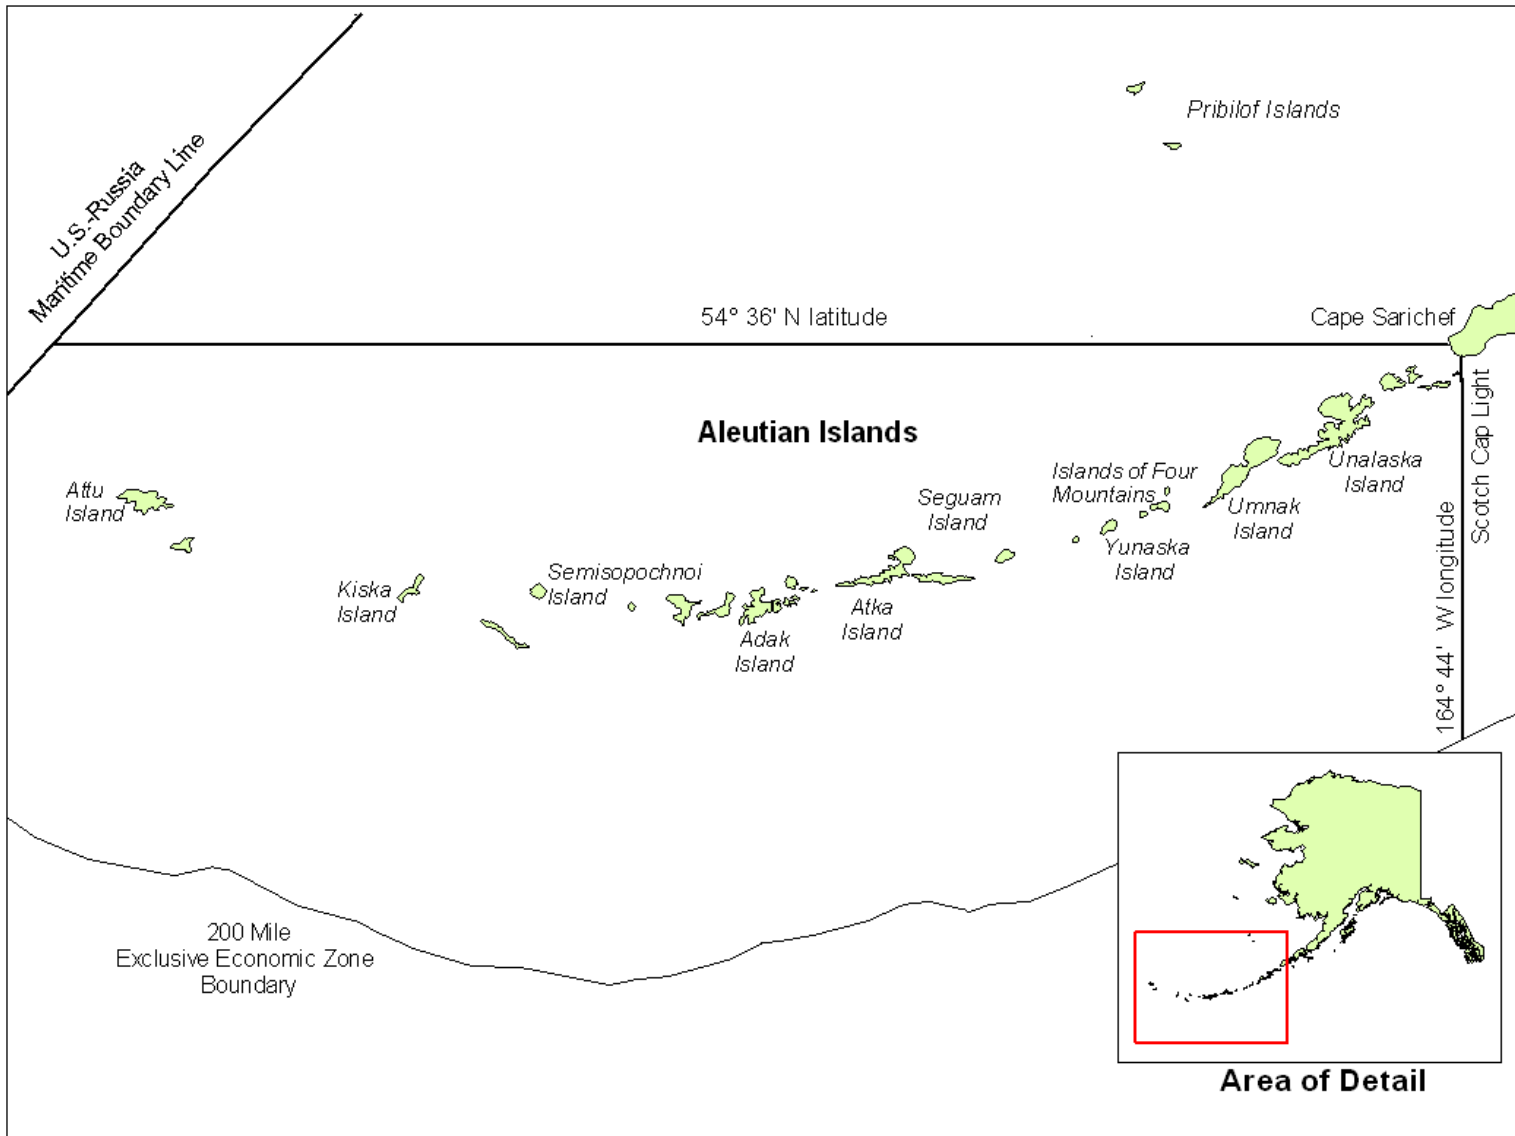 Pribilof Islands
U.S.-Russia
Maritime Boundary Line
54° 36' N latitude
Cape Sarichef
Scotch Cap Light
164° 44' W longitude
Aleutian Islands
Attu
Island
Kiska
Island
Semisopochnoi
Island
Adak
Island
Atka
Island
Seguam
Island
Islands of Four
Mountains
Yunaska
Island
Umnak
Island
Unalaska
Island
200 Mile
Exclusive Economic Zone
Boundary
Area of Detail